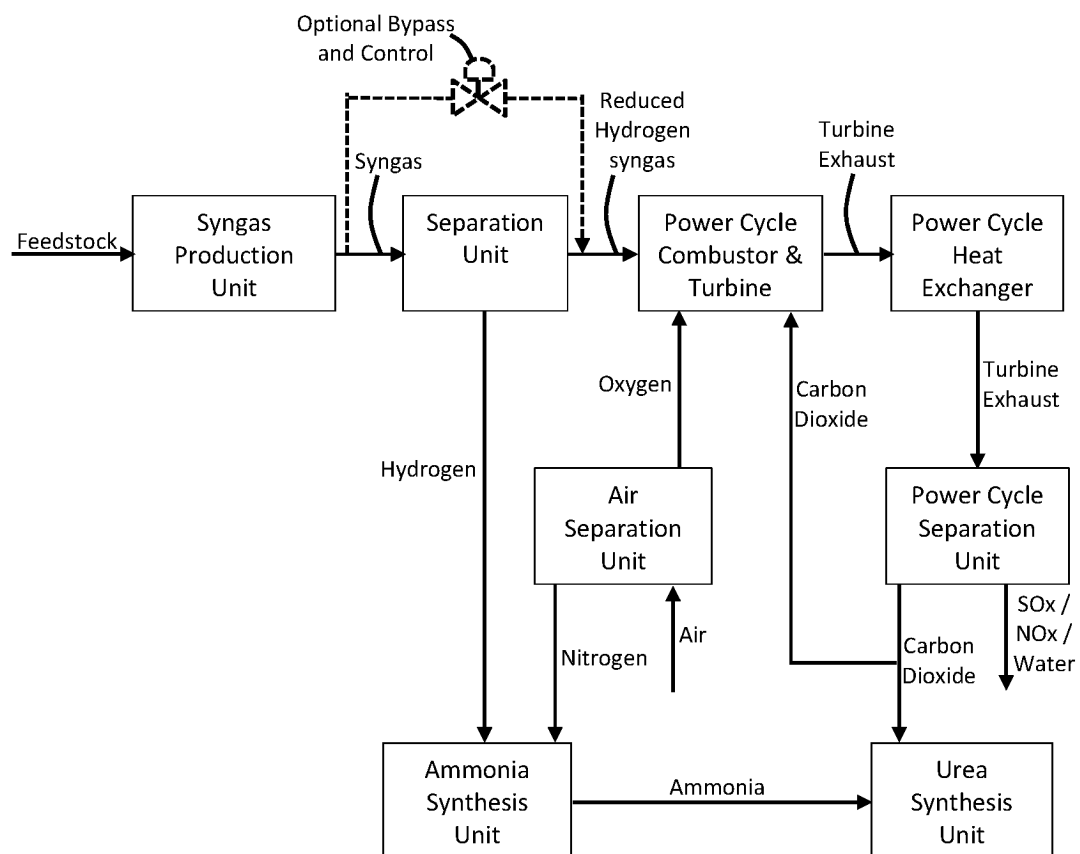 Optional Bypass
and Control
Reduced
Hydrogen
syngas
Turbine
Exhaust
Syngas
Feedstock
Syngas
Production
Unit
Separation
Unit
Power Cycle
Combustor &
Turbine
Power Cycle
Heat
Exchanger
Oxygen
Carbon
Dioxide
Turbine
Exhaust
Hydrogen
Air
Separation
Unit
Power Cycle
Separation
Unit
Nitrogen
Air
Carbon
Dioxide
SOx /
NOx /
Water
Ammonia
Synthesis
Unit
Ammonia
Urea
Synthesis
Unit